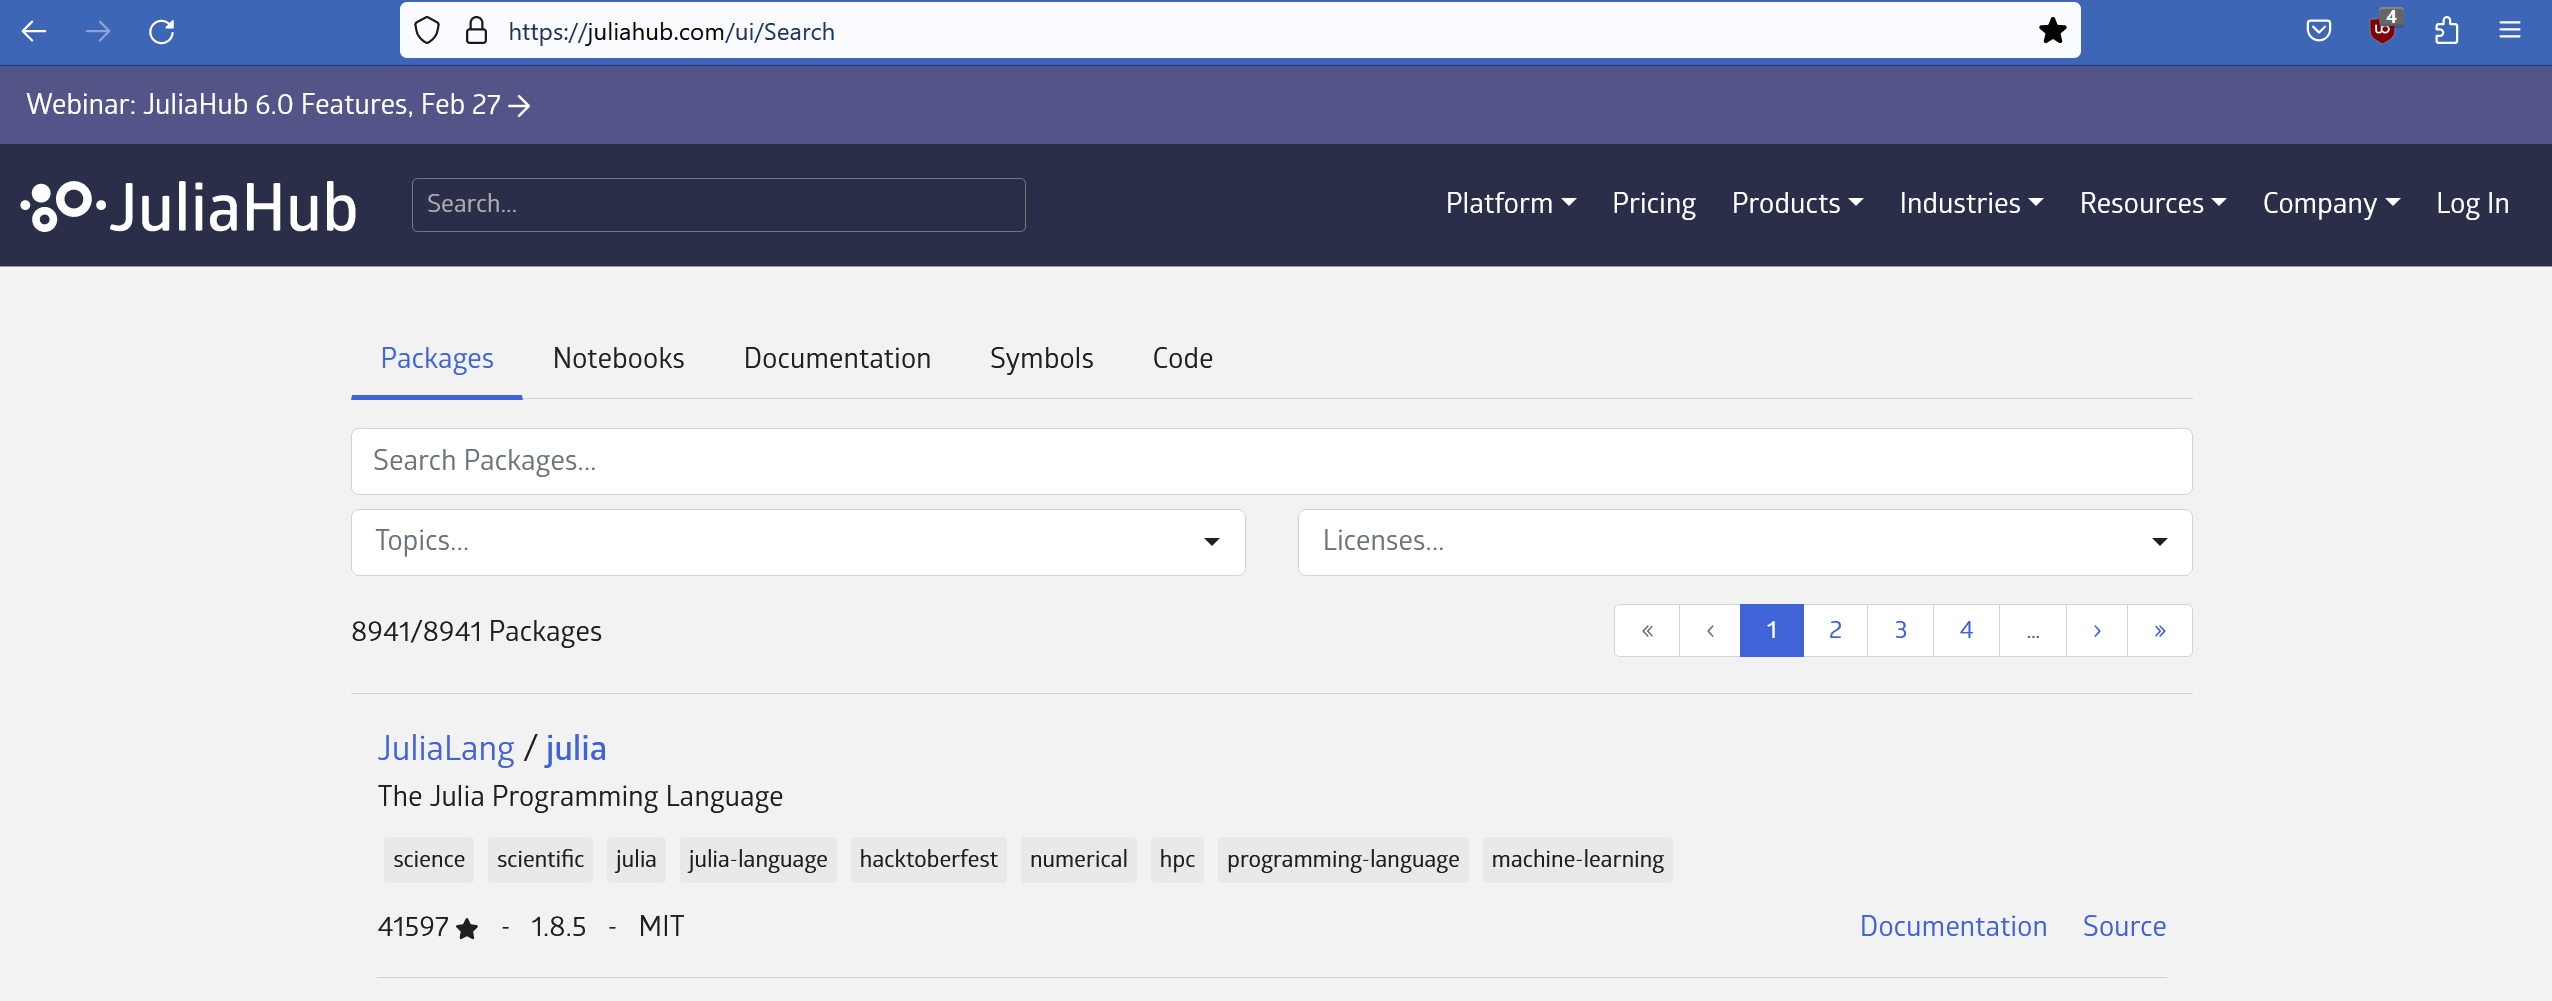 https://juliahub.com/ui/Search
4
Webinar: JuliaHub 6.0 Features, Feb 27 →
JuliaHub
Search...
Platform Pricing Products Industries Resources Company Log In
Packages Notebooks Documentation Symbols Code
Search Packages...
Topics... Licenses...
8941/8941 Packages « ‹ 1 2 3 4 ... › »
JuliaLang / julia
The Julia Programming Language
science scientific julia julia-language hacktoberfest numerical hpc programming-language machine-learning
41597 ★ - 1.8.5 - MIT Documentation Source